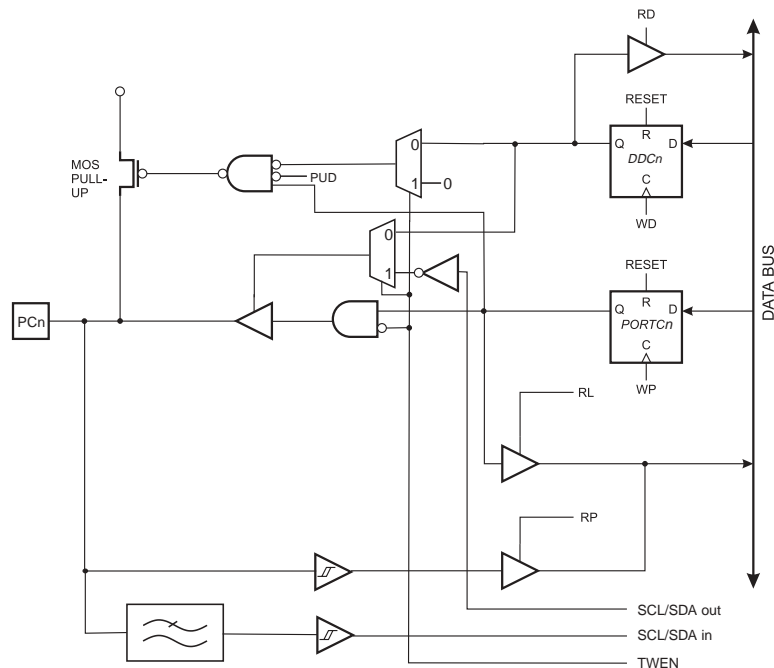 RD
RESET
R
Q
D
DDCn
C
WD
MOS
PULL-
UP
0
1
0
PUD
0
1
RESET
R
Q
D
PORTCn
C
WP
DATA BUS
PCn
RL
RP
SCL/SDA out
SCL/SDA in
TWEN